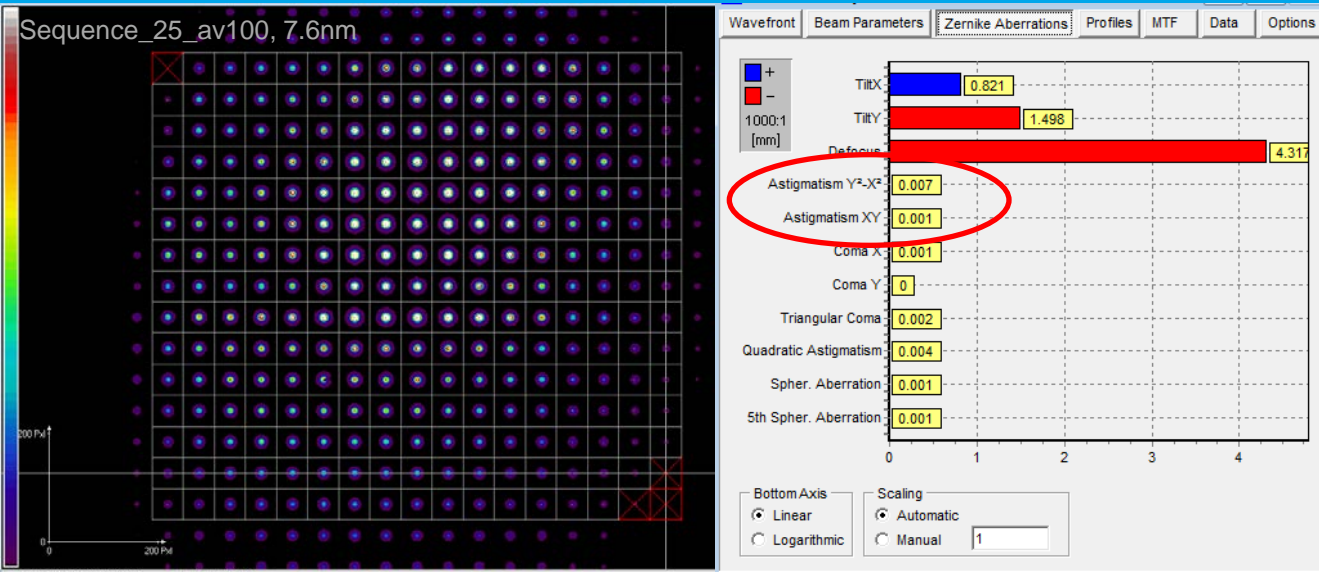 Sequence_25_av100, 7.6nm
200 Pxl
0
0
200 Pxl
Wavefront Beam Parameters Zernike Aberrations Profiles MTF Data Options
+
−
1000:1
[mm]
TiltX 0.821
TiltY 1.498
Defocus 4.317
Astigmatism Y²-X² 0.007
Astigmatism XY 0.001
Coma X 0.001
Coma Y 0
Triangular Coma 0.002
Quadratic Astigmatism 0.004
Spher. Aberration 0.001
5th Spher. Aberration 0.001
0 1 2 3 4
Bottom Axis
Linear
Logarithmic
Scaling
Automatic
Manual 1